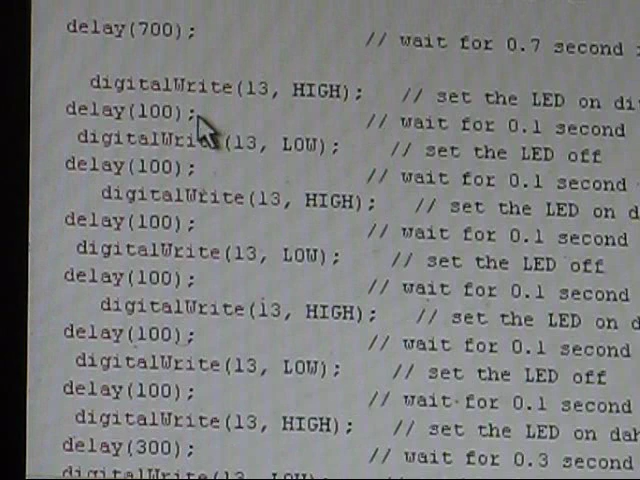 delay(700); // wait for 0.7 second
digitalWrite(13, HIGH); // set the LED on
delay(100); // wait for 0.1 second
digitalWrite(13, LOW); // set the LED off
delay(100); // wait for 0.1 second
digitalWrite(13, HIGH); // set the LED on
delay(100); // wait for 0.1 second
digitalWrite(13, LOW); // set the LED off
delay(100); // wait for 0.1 second
digitalWrite(13, HIGH); // set the LED on
delay(100); // wait for 0.1 second
digitalWrite(13, LOW); // set the LED off
delay(100); // wait for 0.1 second
digitalWrite(13, HIGH); // set the LED on dah
delay(300); // wait for 0.3 second
digitalWrite(13, LOW);